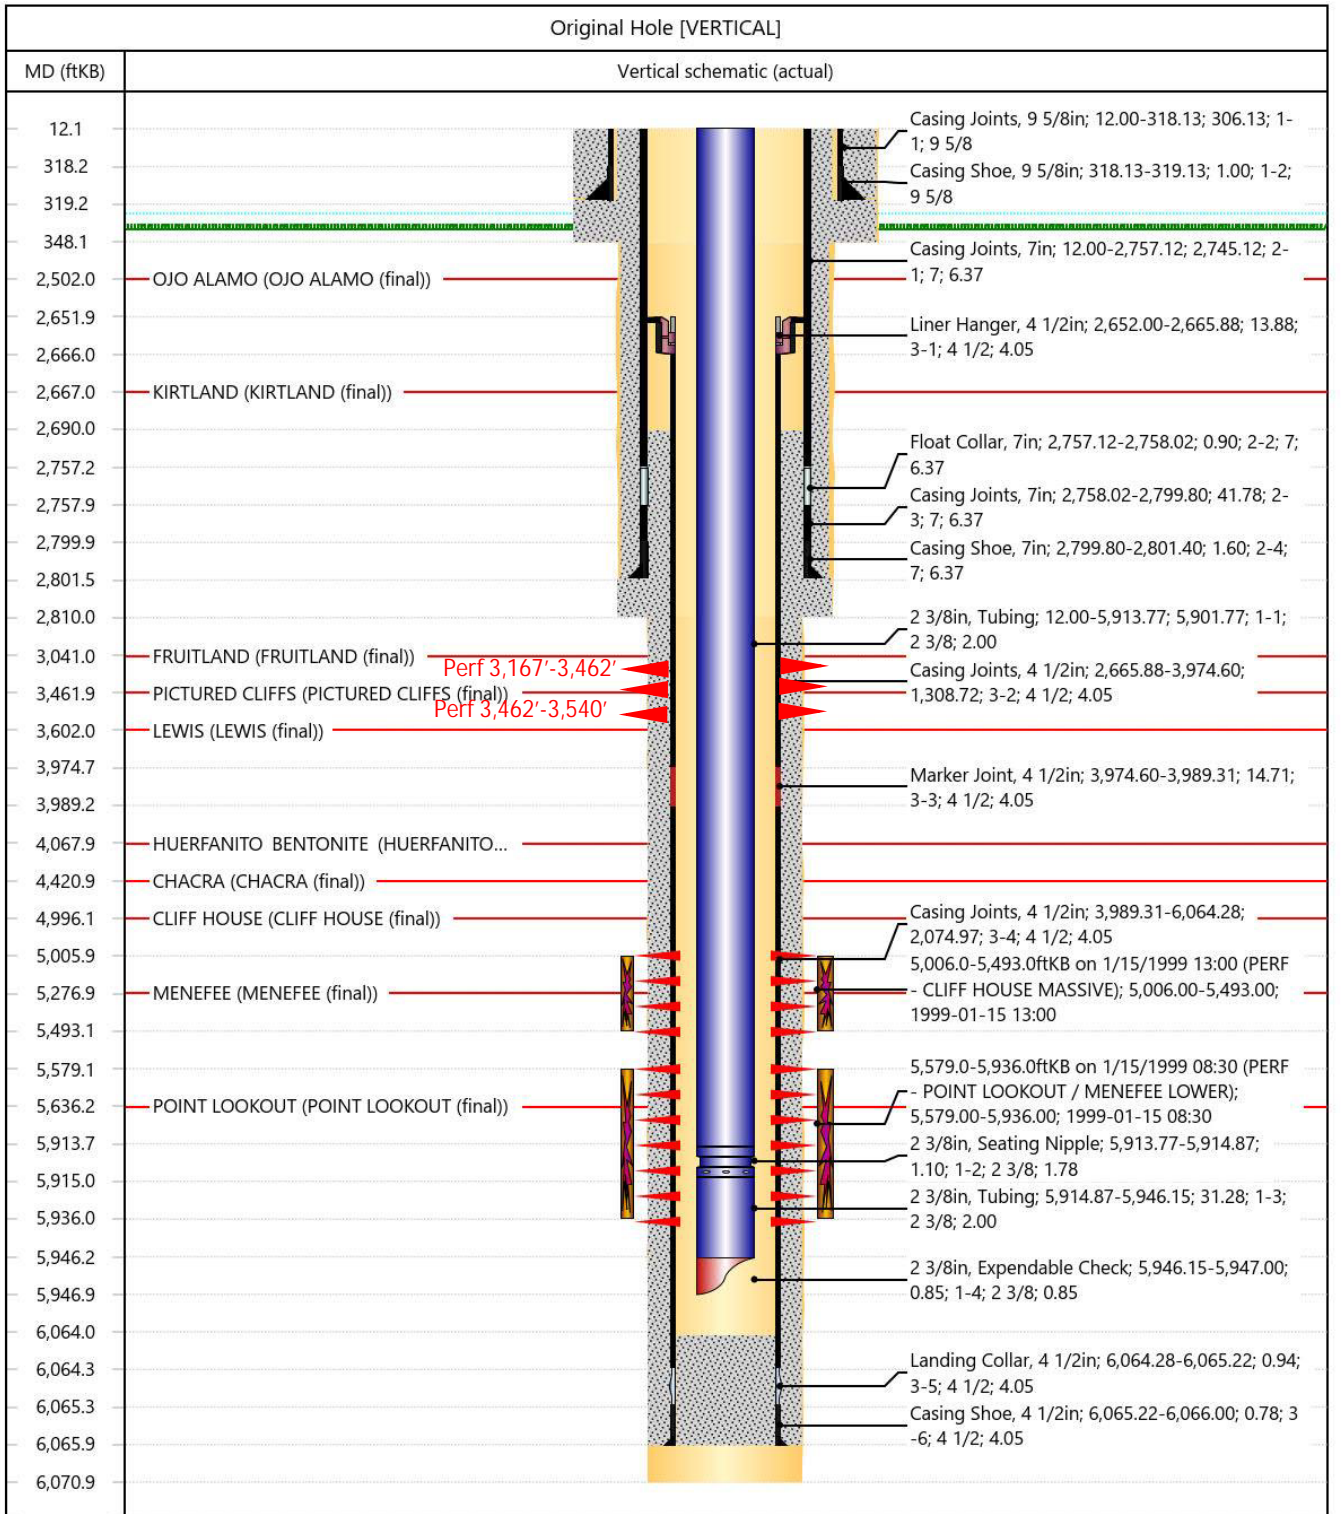 Original Hole [VERTICAL]
MD (ftKB)
Vertical schematic (actual)
12.1
318.2
319.2
348.1
2,502.0
2,651.9
2,666.0
2,667.0
2,690.0
2,757.2
2,757.9
2,799.9
2,801.5
2,810.0
3,041.0
3,461.9
3,602.0
3,974.7
3,989.2
4,067.9
4,420.9
4,996.1
5,005.9
5,276.9
5,493.1
5,579.1
5,636.2
5,913.7
5,915.0
5,936.0
5,946.2
5,946.9
6,064.0
6,064.3
6,065.3
6,065.9
6,070.9
OJO ALAMO (OJO ALAMO (final))
KIRTLAND (KIRTLAND (final))
FRUITLAND (FRUITLAND (final))
Perf 3,167’-3,462’
PICTURED CLIFFS (PICTURED CLIFFS (final))
Perf 3,462’-3,540’
LEWIS (LEWIS (final))
HUERFANITO BENTONITE (HUERFANITO...
CHACRA (CHACRA (final))
CLIFF HOUSE (CLIFF HOUSE (final))
MENEFEE (MENEFEE (final))
POINT LOOKOUT (POINT LOOKOUT (final))
Casing Joints, 9 5/8in; 12.00-318.13; 306.13; 1-
1; 9 5/8
Casing Shoe, 9 5/8in; 318.13-319.13; 1.00; 1-2;
9 5/8
Casing Joints, 7in; 12.00-2,757.12; 2,745.12; 2-
1; 7; 6.37
Liner Hanger, 4 1/2in; 2,652.00-2,665.88; 13.88;
3-1; 4 1/2; 4.05
Float Collar, 7in; 2,757.12-2,758.02; 0.90; 2-2; 7;
6.37
Casing Joints, 7in; 2,758.02-2,799.80; 41.78; 2-
3; 7; 6.37
Casing Shoe, 7in; 2,799.80-2,801.40; 1.60; 2-4;
7; 6.37
2 3/8in, Tubing; 12.00-5,913.77; 5,901.77; 1-1;
2 3/8; 2.00
Casing Joints, 4 1/2in; 2,665.88-3,974.60;
1,308.72; 3-2; 4 1/2; 4.05
Marker Joint, 4 1/2in; 3,974.60-3,989.31; 14.71;
3-3; 4 1/2; 4.05
Casing Joints, 4 1/2in; 3,989.31-6,064.28;
2,074.97; 3-4; 4 1/2; 4.05
5,006.0-5,493.0ftKB on 1/15/1999 13:00 (PERF
- CLIFF HOUSE MASSIVE); 5,006.00-5,493.00;
1999-01-15 13:00
5,579.0-5,936.0ftKB on 1/15/1999 08:30 (PERF
- POINT LOOKOUT / MENEFEE LOWER);
5,579.00-5,936.00; 1999-01-15 08:30
2 3/8in, Seating Nipple; 5,913.77-5,914.87;
1.10; 1-2; 2 3/8; 1.78
2 3/8in, Tubing; 5,914.87-5,946.15; 31.28; 1-3;
2 3/8; 2.00
2 3/8in, Expendable Check; 5,946.15-5,947.00;
0.85; 1-4; 2 3/8; 0.85
Landing Collar, 4 1/2in; 6,064.28-6,065.22; 0.94;
3-5; 4 1/2; 4.05
Casing Shoe, 4 1/2in; 6,065.22-6,066.00; 0.78; 3
-6; 4 1/2; 4.05